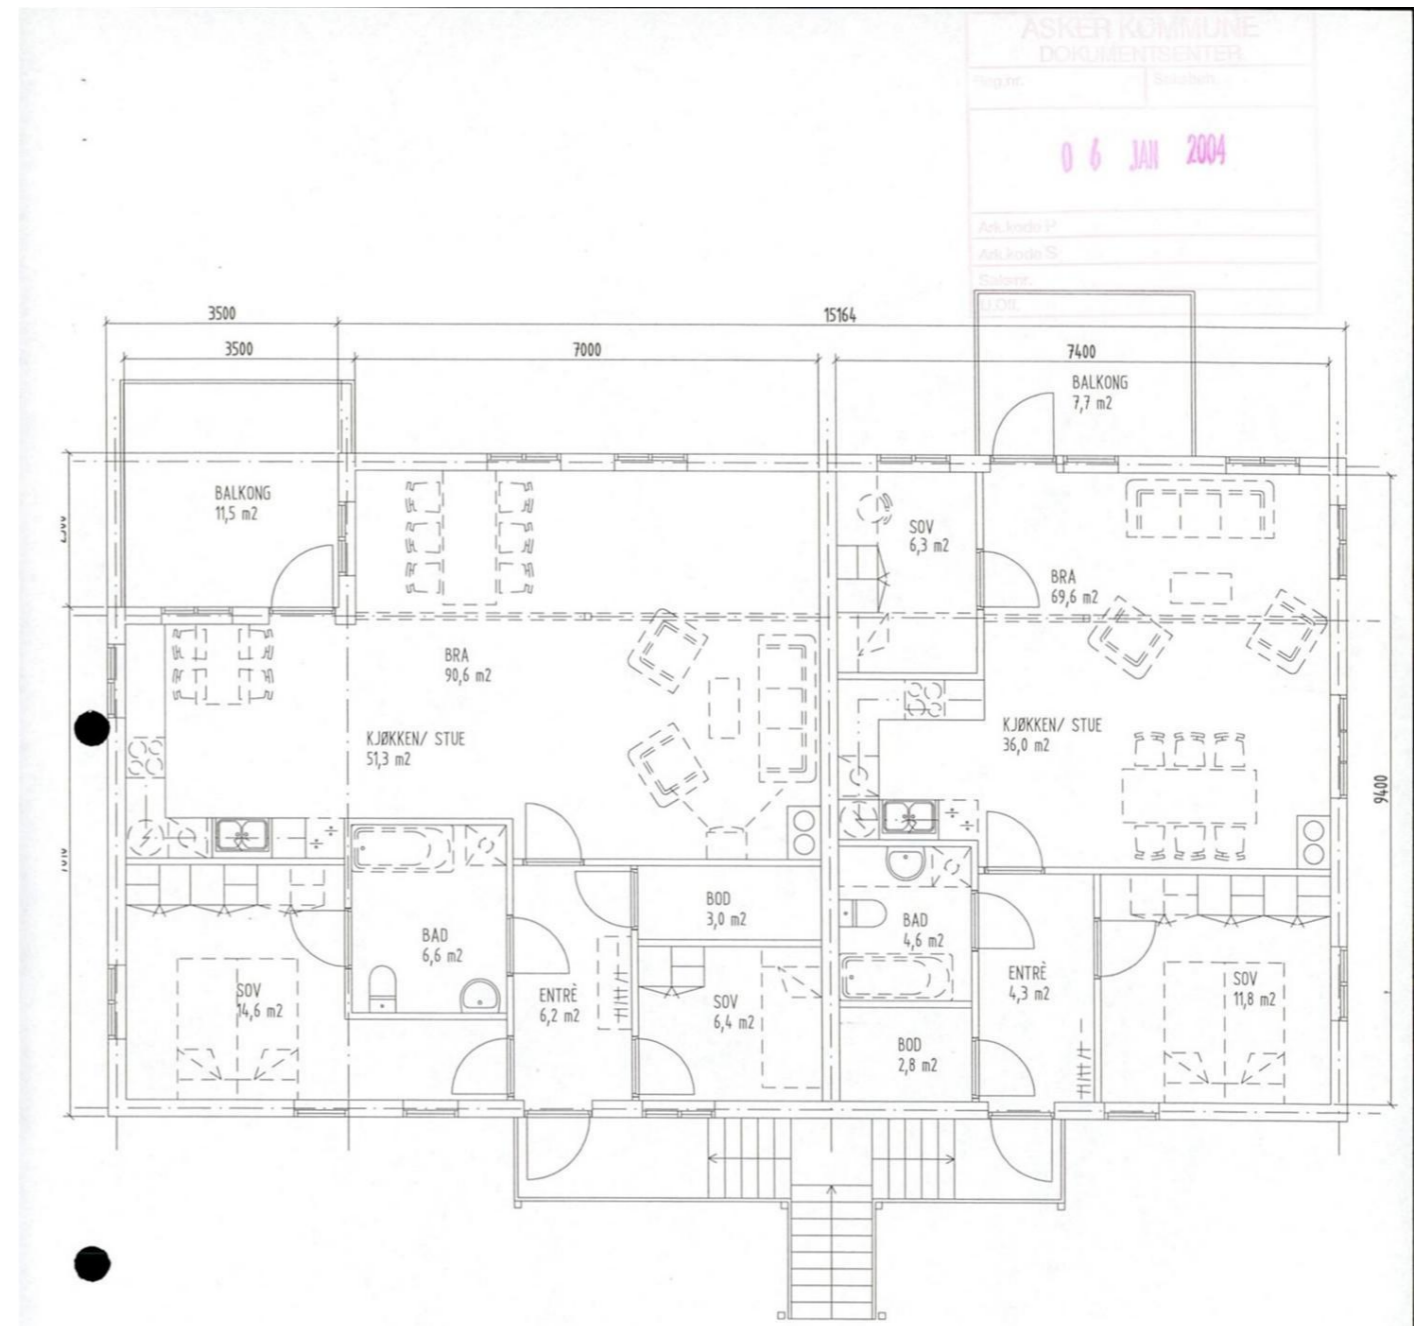 ASKER KOMMUNE
DOKUMENTSENTER
Reg.nr.
0 6 JAN 2004
Ark.kode P
Ark.kode S
Saksnr.
U.Off.
3500
15164
3500
7000
7400
BALKONG
7,7 m2
BALKONG
11,5 m2
SOV
6,3 m2
BRA
69,6 m2
BRA
90,6 m2
KJØKKEN/ STUE
51,3 m2
KJØKKEN/ STUE
36,0 m2
9400
BOD
3,0 m2
BAD
6,6 m2
BAD
4,6 m2
SOV
14,6 m2
ENTRÈ
6,2 m2
SOV
6,4 m2
ENTRÈ
4,3 m2
SOV
11,8 m2
BOD
2,8 m2